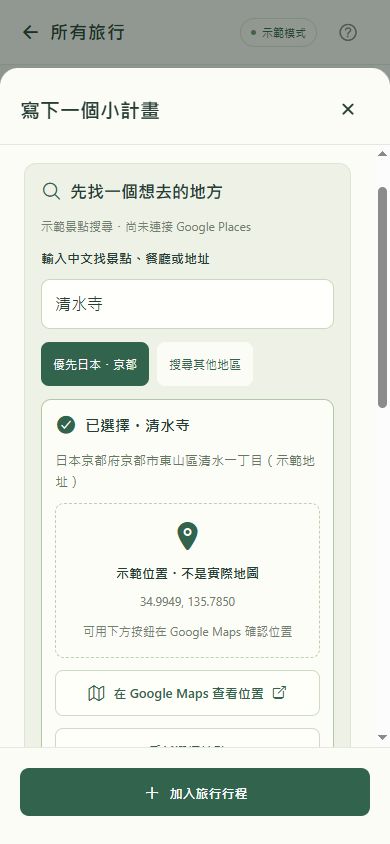 所有旅行
示範模式
寫下一個小計畫
先找一個想去的地方
示範景點搜尋・尚未連接 Google Places
輸入中文找景點、餐廳或地址
清水寺
優先日本・京都
搜尋其他地區
已選擇・清水寺
日本京都府京都市東山區清水一丁目（示範地
址）
示範位置・不是實際地圖
34.9949, 135.7850
可用下方按鈕在 Google Maps 確認位置
在 Google Maps 查看位置
加入旅行行程